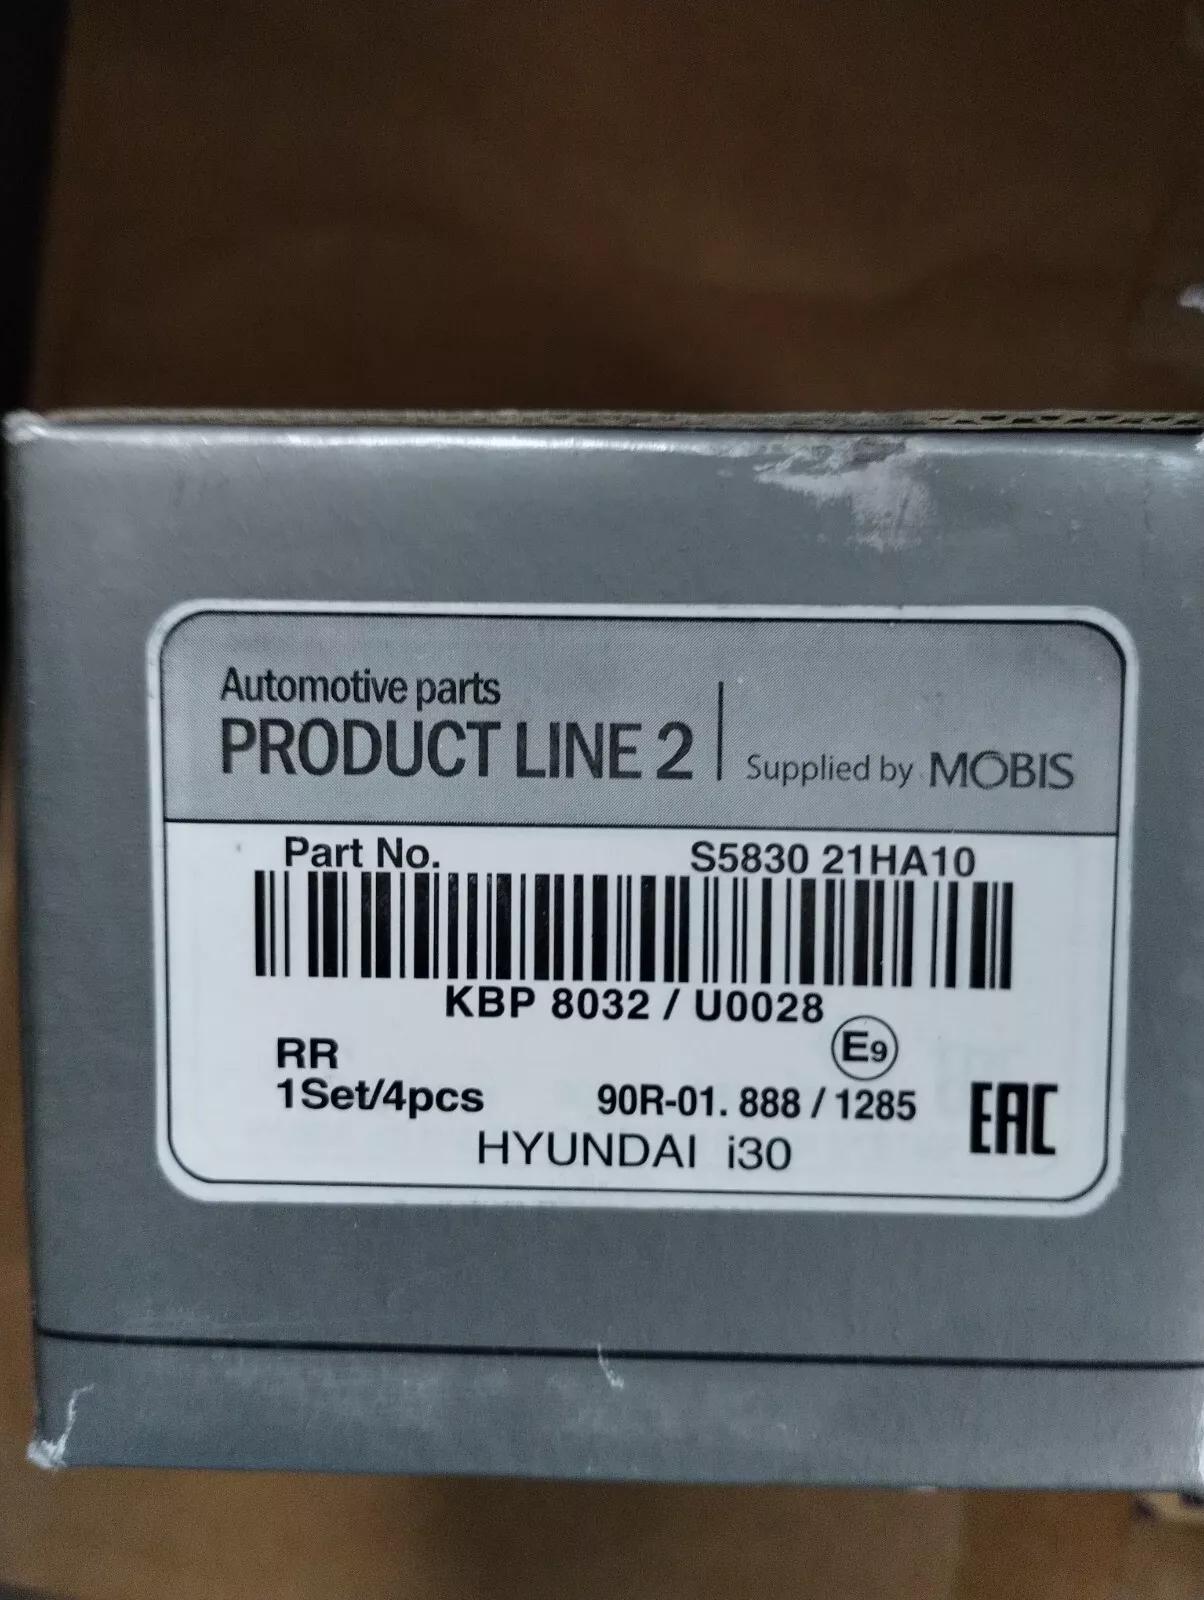 Automotive parts
PRODUCT LINE 2
Supplied by MOBIS
Part No. S5830 21HA10
KBP 8032 / U0028
RR E9
1Set/4pcs 90R-01. 888 / 1285 EAC
HYUNDAI i30